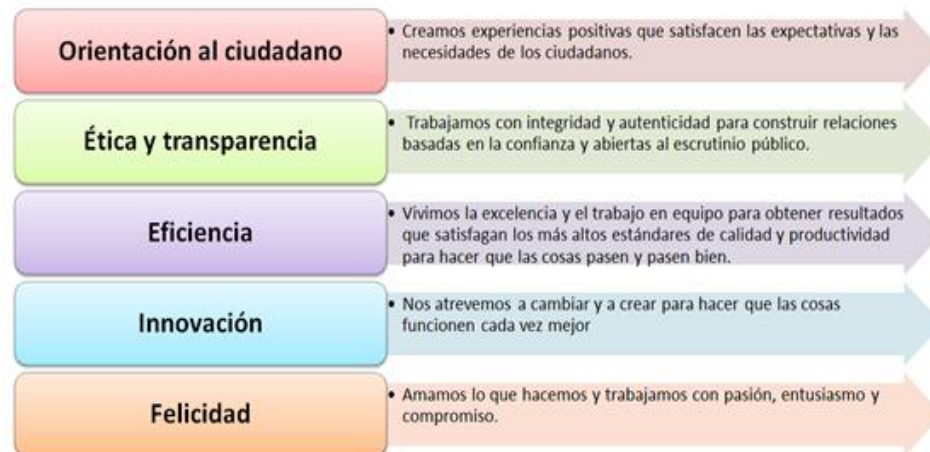 Orientación al ciudadano
• Creamos experiencias positivas que satisfacen las expectativas y las
necesidades de los ciudadanos.
Ética y transparencia
• Trabajamos con integridad y autenticidad para construir relaciones
basadas en la confianza y abiertas al escrutinio público.
Eficiencia
• Vivimos la excelencia y el trabajo en equipo para obtener resultados
que satisfagan los más altos estándares de calidad y productividad
para hacer que las cosas pasen y pasen bien.
Innovación
• Nos atrevemos a cambiar y a crear para hacer que las cosas
funcionen cada vez mejor
Felicidad
• Amamos lo que hacemos y trabajamos con pasión, entusiasmo y
compromiso.